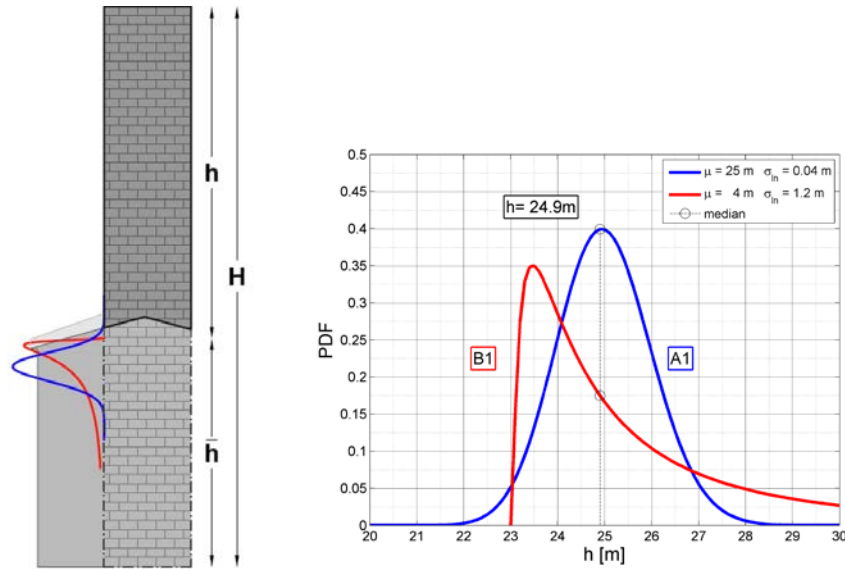 h
H
h̅
0.5
0.45
0.4
0.35
0.3
0.25
0.2
0.15
0.1
0.05
0
PDF
h= 24.9m
μ = 25 m σln = 0.04 m
μ = 4 m σln = 1.2 m
median
B1
A1
20 21 22 23 24 25 26 27 28 29 30
h [m]